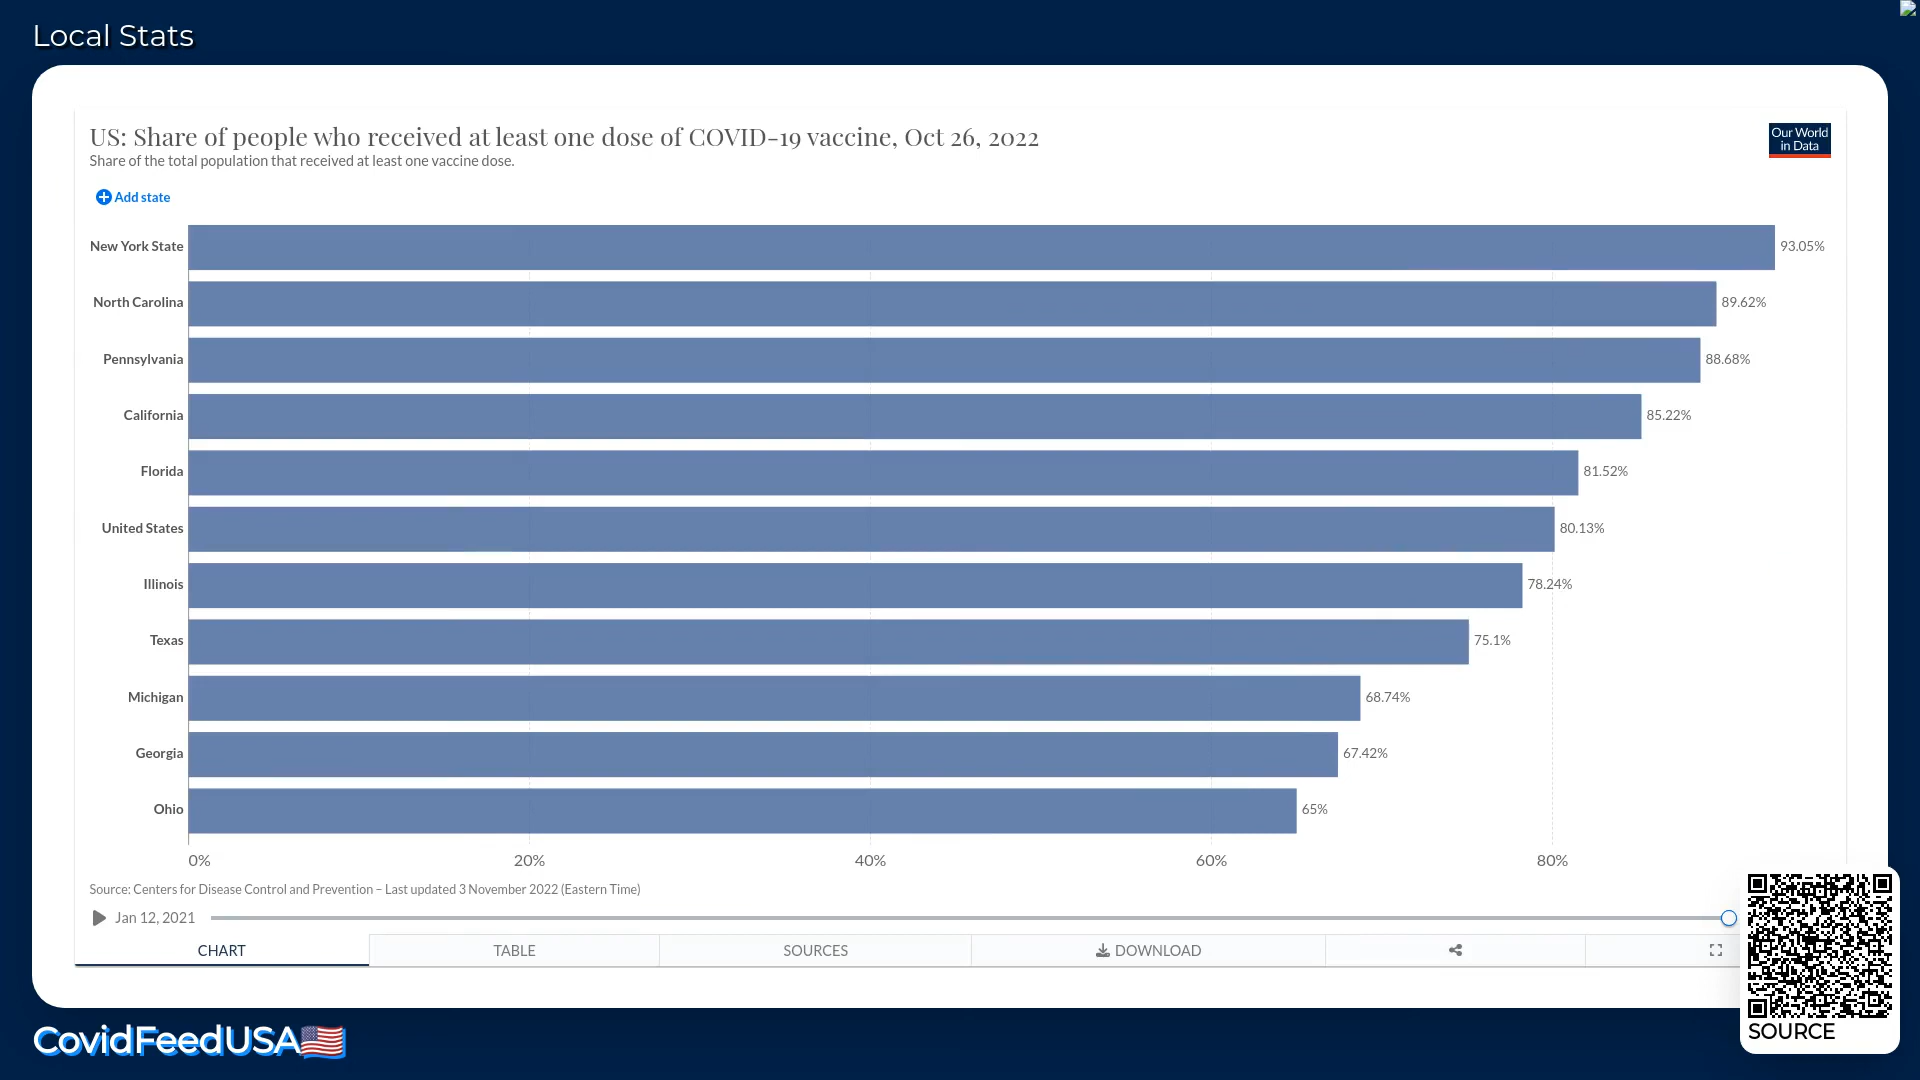 Local Stats
US: Share of people who received at least one dose of COVID-19 vaccine, Oct 26, 2022
Share of the total population that received at least one vaccine dose.
Our World
in Data
Add state
New York State 93.05%
North Carolina 89.62%
Pennsylvania 88.68%
California 85.22%
Florida 81.52%
United States 80.13%
Illinois 78.24%
Texas 75.1%
Michigan 68.74%
Georgia 67.42%
Ohio 65%
0% 20% 40% 60% 80%
Source: Centers for Disease Control and Prevention – Last updated 3 November 2022 (Eastern Time)
Jan 12, 2021
CHART TABLE SOURCES DOWNLOAD
SOURCE
CovidFeedUSA